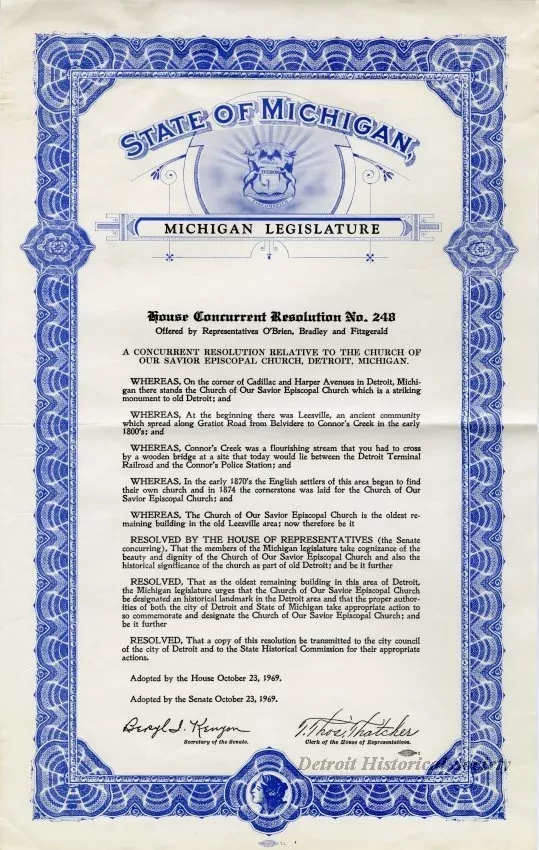 STATE OF MICHIGAN,
TUEBOR
MICHIGAN LEGISLATURE
House Concurrent Resolution No. 248
Offered by Representatives O'Brien, Bradley and Fitzgerald
A CONCURRENT RESOLUTION RELATIVE TO THE CHURCH OF
OUR SAVIOR EPISCOPAL CHURCH, DETROIT, MICHIGAN.
WHEREAS, On the corner of Cadillac and Harper Avenues in Detroit, Michi-
gan there stands the Church of Our Savior Episcopal Church which is a striking
monument to old Detroit; and
WHEREAS, At the beginning there was Leesville, an ancient community
which spread along Gratiot Road from Belvidere to Connor's Creek in the early
1800's; and
WHEREAS, Connor's Creek was a flourishing stream that you had to cross
by a wooden bridge at a site that today would lie between the Detroit Terminal
Railroad and the Connor's Police Station; and
WHEREAS, In the early 1870's the English settlers of this area began to find
their own church and in 1874 the cornerstone was laid for the Church of Our
Savior Episcopal Church; and
WHEREAS, The Church of Our Savior Episcopal Church is the oldest re-
maining building in the old Leesville area; now therefore be it
RESOLVED BY THE HOUSE OF REPRESENTATIVES (the Senate
concurring), That the members of the Michigan legislature take cognizance of the
beauty and dignity of the Church of Our Savior Episcopal Church and also the
historical significance of the church as part of old Detroit; and be it further
RESOLVED, That as the oldest remaining building in this area of Detroit,
the Michigan legislature urges that the Church of Our Savior Episcopal Church
be designated an historical landmark in the Detroit area and that the proper author-
ities of both the city of Detroit and State of Michigan take appropriate action to
so commemorate and designate the Church of Our Savior Episcopal Church; and
be it further
RESOLVED, That a copy of this resolution be transmitted to the city council
of the city of Detroit and to the State Historical Commission for their appropriate
actions.
Adopted by the House October 23, 1969.
Adopted by the Senate October 23, 1969.
Beryl I. Kenyon
T. Thos. Thatcher
Secretary of the Senate.
Clerk of the House of Representatives.
Detroit Historical Society